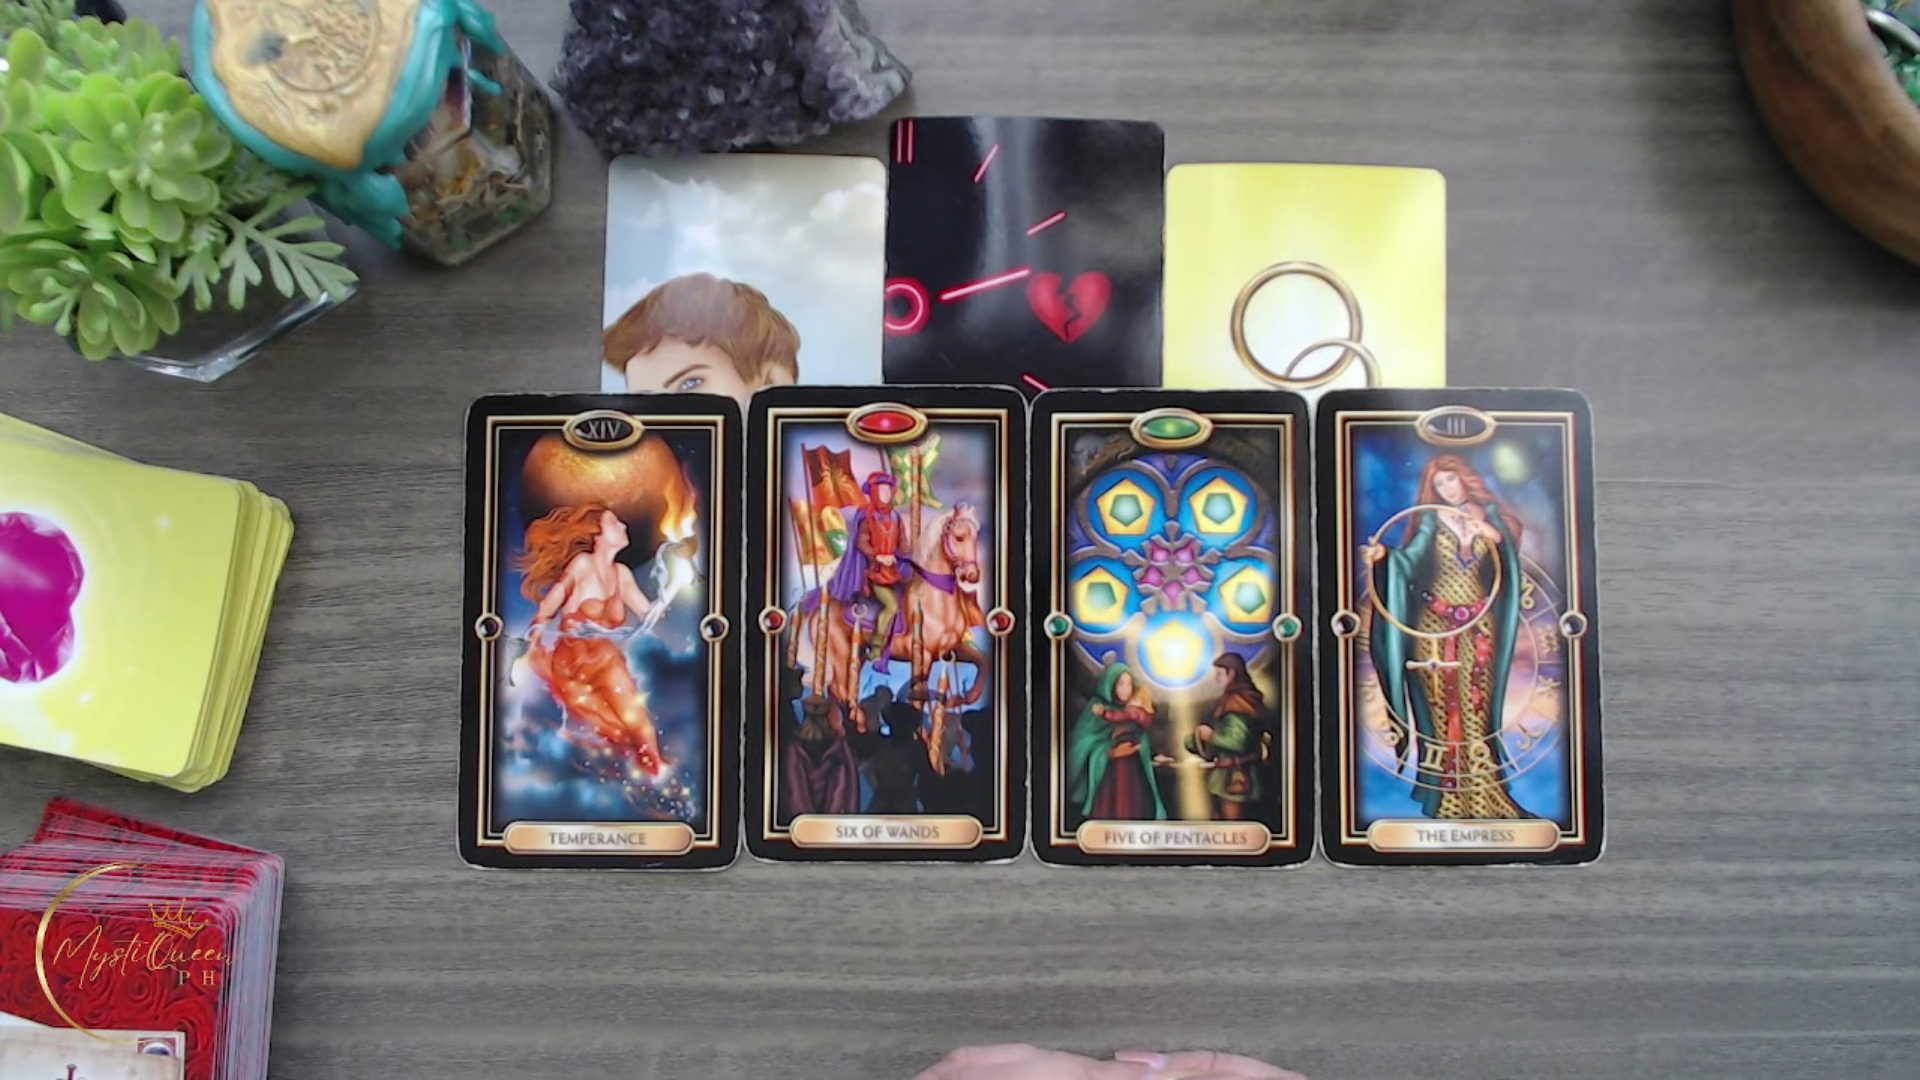 XIV
III
TEMPERANCE
SIX OF WANDS
FIVE OF PENTACLES
THE EMPRESS
MystiQueen
PH